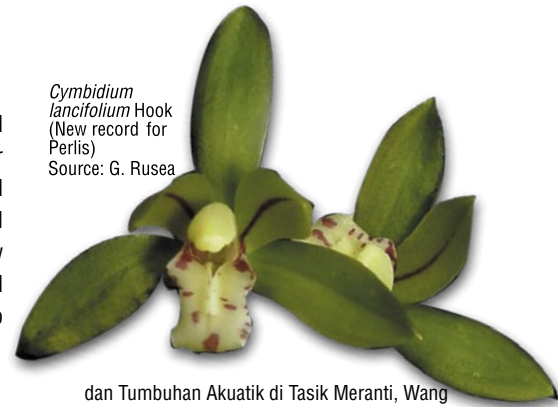 Cymbidium
lancifolium Hook
(New record for
Perlis)
Source: G. Rusea
dan Tumbuhan Akuatik di Tasik Meranti, Wang